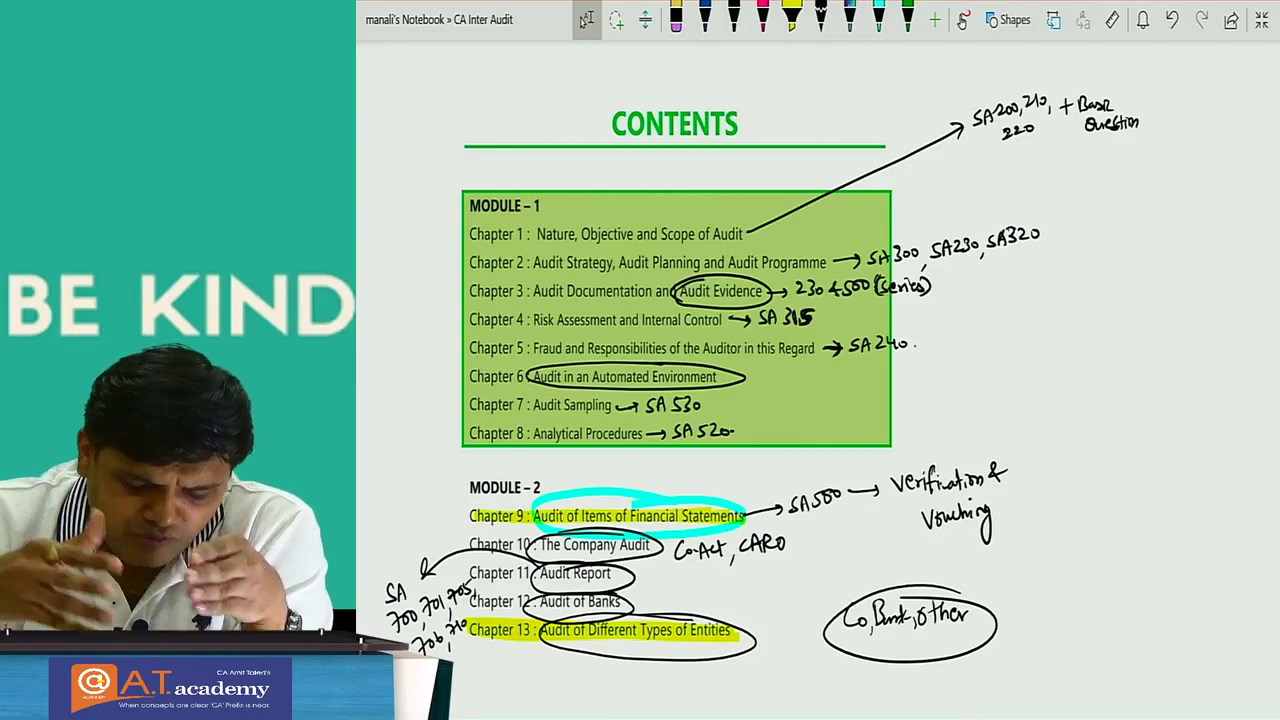 manali's Notebook » CA Inter Audit
Shapes
CONTENTS
SA 200, 210, + Basic
220 Question
MODULE – 1
Chapter 1 : Nature, Objective and Scope of Audit
Chapter 2 : Audit Strategy, Audit Planning and Audit Programme → SA 300, SA230, SA320
Chapter 3 : Audit Documentation and Audit Evidence → 230 & 500 (series)
Chapter 4 : Risk Assessment and Internal Control → SA 315
Chapter 5 : Fraud and Responsibilities of the Auditor in this Regard → SA 240.
Chapter 6 : Audit in an Automated Environment
Chapter 7 : Audit Sampling → SA 530
Chapter 8 : Analytical Procedures → SA 520
MODULE – 2
Chapter 9 : Audit of Items of Financial Statements → SA 500 → Verification &
Vouching
Chapter 10 : The Company Audit Co. Act, CARO
Chapter 11 : Audit Report
Chapter 12 : Audit of Banks
Chapter 13 : Audit of Different Types of Entities
SA
700, 701, 705,
706, 710
Co, Bank, other
BE KIND
CA Amit Talda's
A.T. academy
ACADEMY
When concepts are clear 'CA' Prefix is near.